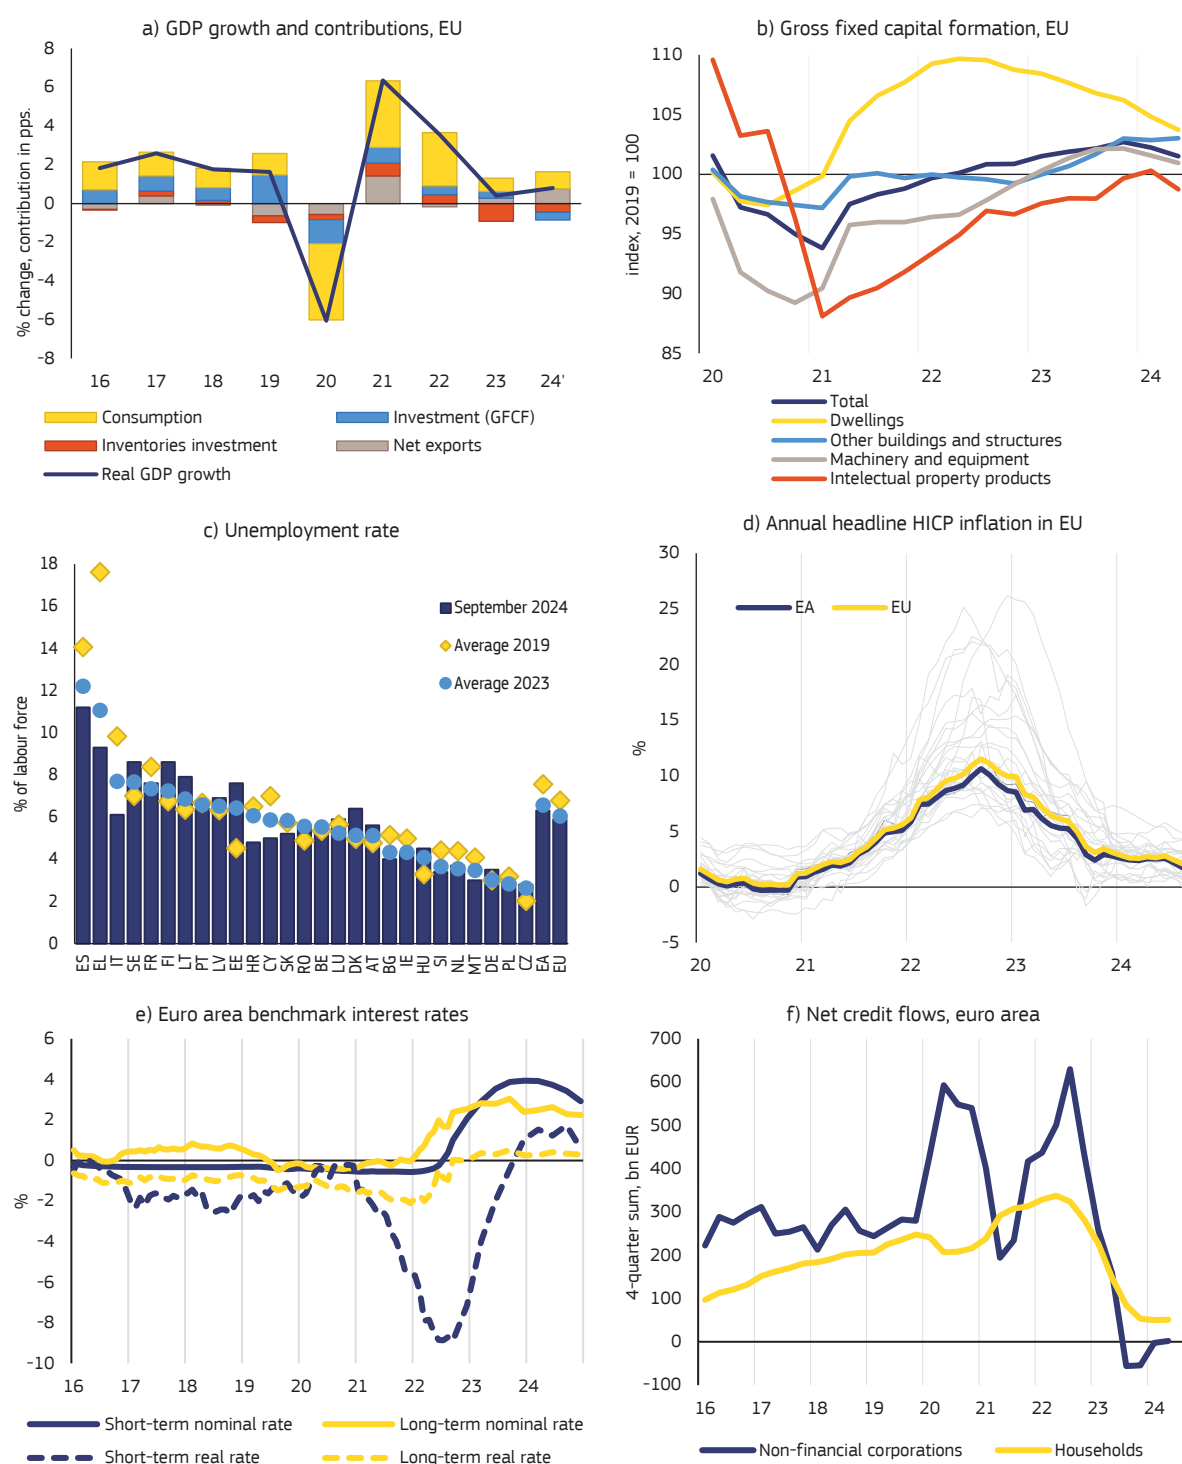 a) GDP growth and contributions, EU
% change, contribution in pps.
8
6
4
2
0
-2
-4
-6
-8
16 17 18 19 20 21 22 23 24'
Consumption
Investment (GFCF)
Inventories investment
Net exports
Real GDP growth
b) Gross fixed capital formation, EU
index, 2019 = 100
110
105
100
95
90
85
20 21 22 23 24
Total
Dwellings
Other buildings and structures
Machinery and equipment
Intelectual property products
c) Unemployment rate
% of labour force
18
16
14
12
10
8
6
4
2
0
September 2024
Average 2019
Average 2023
ES EL IT SE FR FI LT PT LV EE HR CY SK RO BE LU DK AT BG IE HU SI NL MT DE PL CZ EA EU
d) Annual headline HICP inflation in EU
%
30
25
20
15
10
5
0
-5
EA
EU
20 21 22 23 24
e) Euro area benchmark interest rates
%
6
4
2
0
-2
-4
-6
-8
-10
16 17 18 19 20 21 22 23 24
Short-term nominal rate
Long-term nominal rate
Short-term real rate
Long-term real rate
f) Net credit flows, euro area
4-quarter sum, bn EUR
700
600
500
400
300
200
100
0
-100
16 17 18 19 20 21 22 23 24
Non-financial corporations
Households